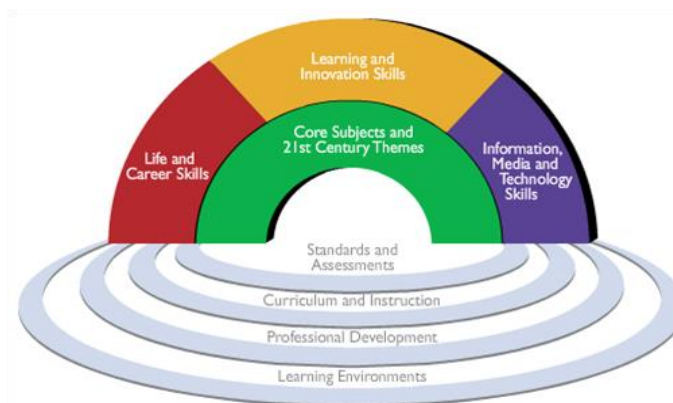 Learning and
Innovation Skills
Core Subjects and
21st Century Themes
Life and
Career Skills
Information,
Media and
Technology
Skills
Standards and
Assessments
Curriculum and Instruction
Professional Development
Learning Environments